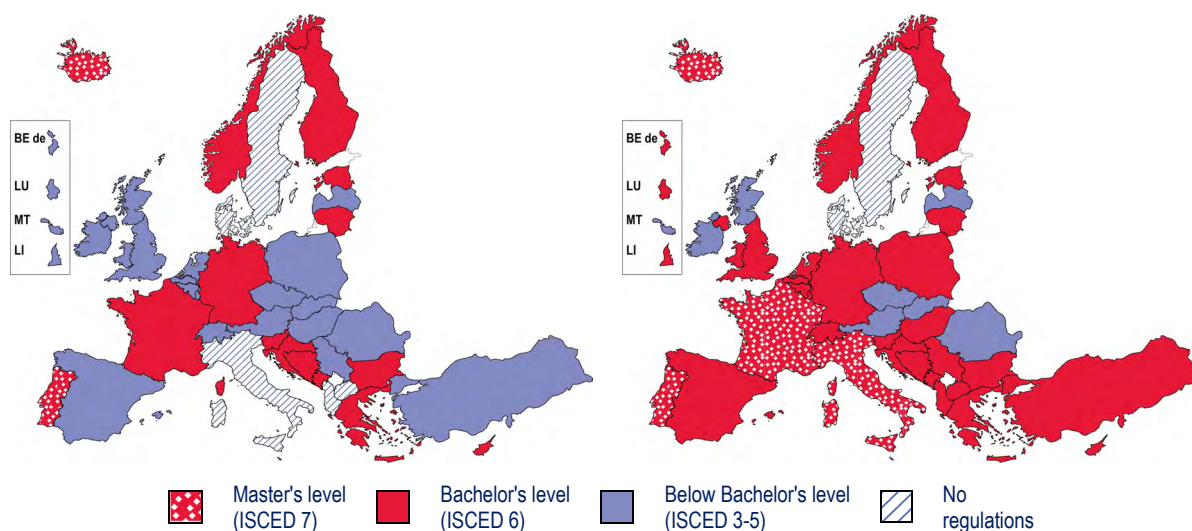 BE de
LU
MT
LI
BE de
LU
MT
LI
Master's level
(ISCED 7)
Bachelor's level
(ISCED 6)
Below Bachelor's level
(ISCED 3-5)
No
regulations